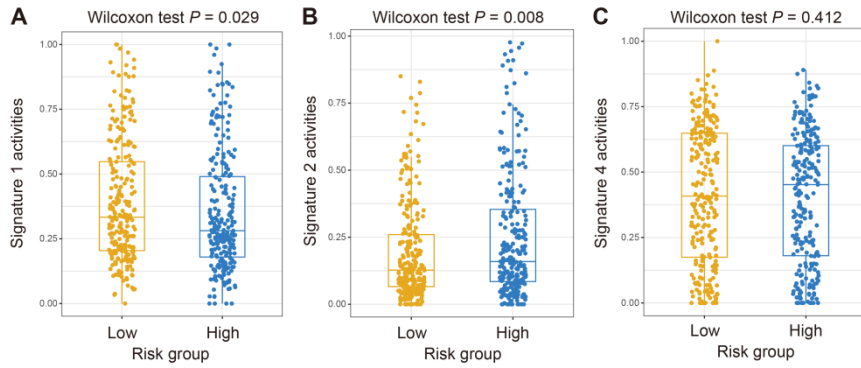 A
Wilcoxon test P = 0.029
Signature 1 activities
1.00
0.75
0.50
0.25
0.00
Low
High
Risk group
B
Wilcoxon test P = 0.008
Signature 2 activities
1.00
0.75
0.50
0.25
0.00
Low
High
Risk group
C
Wilcoxon test P = 0.412
Signature 4 activities
1.00
0.75
0.50
0.25
0.00
Low
High
Risk group